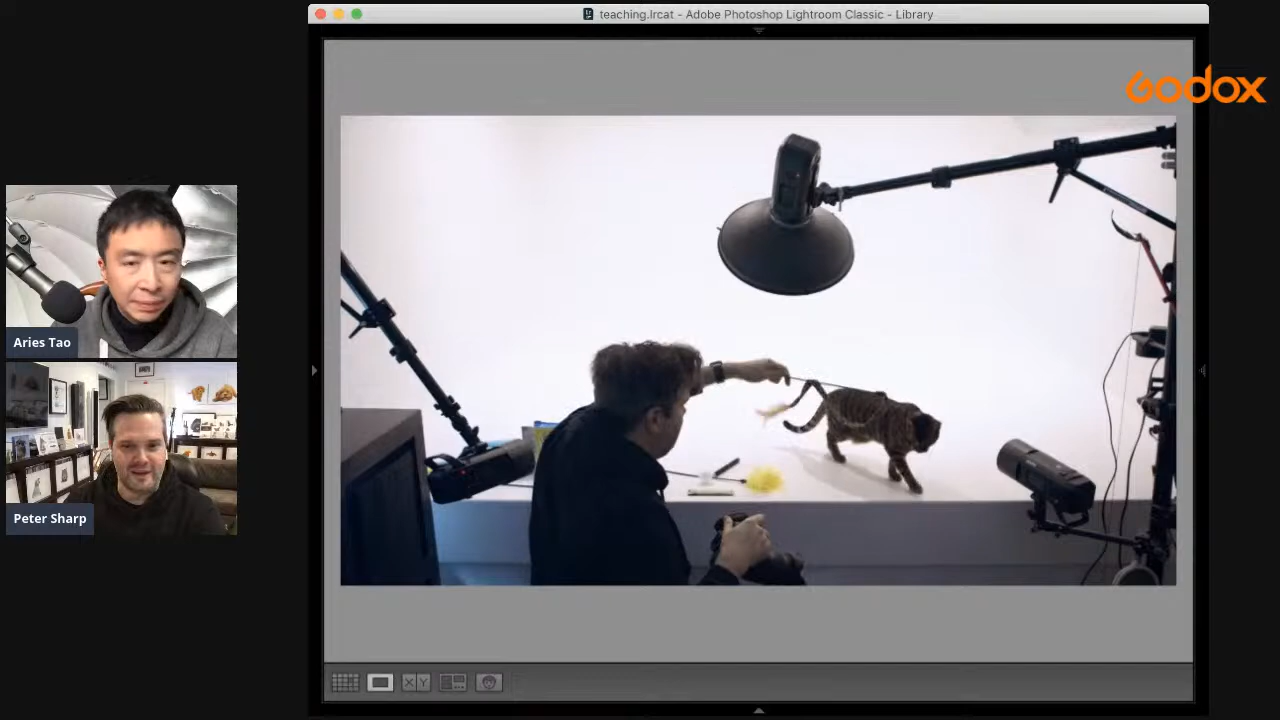 teaching.lrcat - Adobe Photoshop Lightroom Classic - Library
Godox
Aries Tao
Peter Sharp
X Y